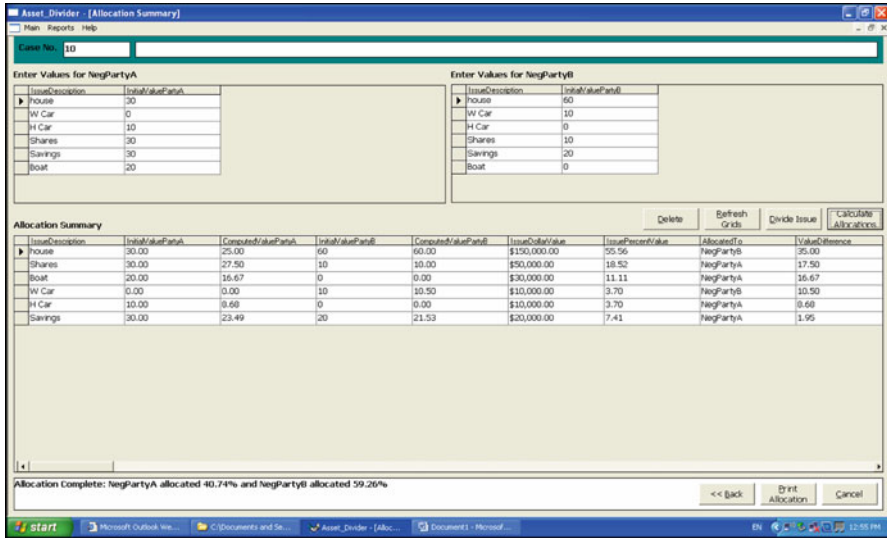 Asset_Divider - [Allocation Summary]
Main Reports Help
Case No. 10
Enter Values for NegPartyA Enter Values for NegPartyB
IssueDescription InitialValuePartyA IssueDescription InitialValuePartyB
house 30 house 60
W Car 0 W Car 10
H Car 10 H Car 0
Shares 30 Shares 10
Savings 30 Savings 20
Boat 20 Boat 0
Delete Refresh Grids Divide Issue Calculate Allocations
Allocation Summary
IssueDescription InitialValuePartyA ComputedValuePartyA InitialValuePartyB ComputedValuePartyB IssueDollarValue IssuePercentValue AllocatedTo ValueDifference
house 30.00 25.00 60 60.00 $150,000.00 55.56 NegPartyB 35.00
Shares 30.00 27.50 10 10.00 $50,000.00 18.52 NegPartyA 17.50
Boat 20.00 16.67 0 0.00 $30,000.00 11.11 NegPartyA 16.67
W Car 0.00 0.00 10 10.50 $10,000.00 3.70 NegPartyB 10.50
H Car 10.00 8.68 0 0.00 $10,000.00 3.70 NegPartyA 8.68
Savings 30.00 23.49 20 21.53 $20,000.00 7.41 NegPartyA 1.95
Allocation Complete: NegPartyA allocated 40.74% and NegPartyB allocated 59.26%
<< Back Print Allocation Cancel
start Microsoft Outlook We... C:\Documents and Se... Asset_Divider - [Alloc... Document1 - Microsof... EN 12:55 PM